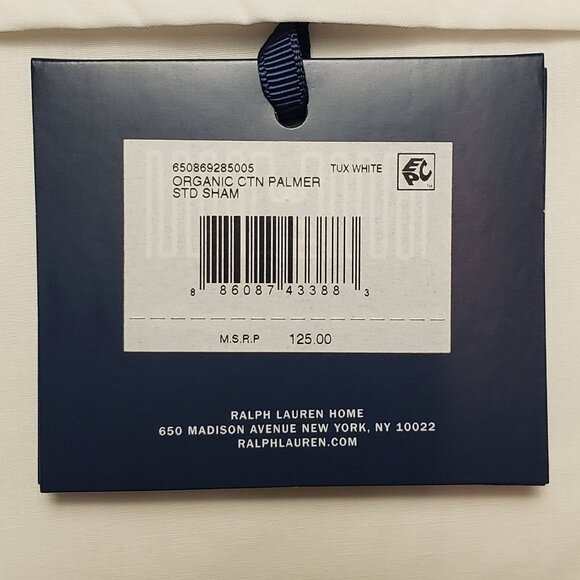 650869285005 TUX WHITE
EPC
ORGANIC CTN PALMER
STD SHAM
8 86087 43388 3
M.S.R.P 125.00
RALPH LAUREN HOME
650 MADISON AVENUE NEW YORK, NY 10022
RALPHLAUREN.COM